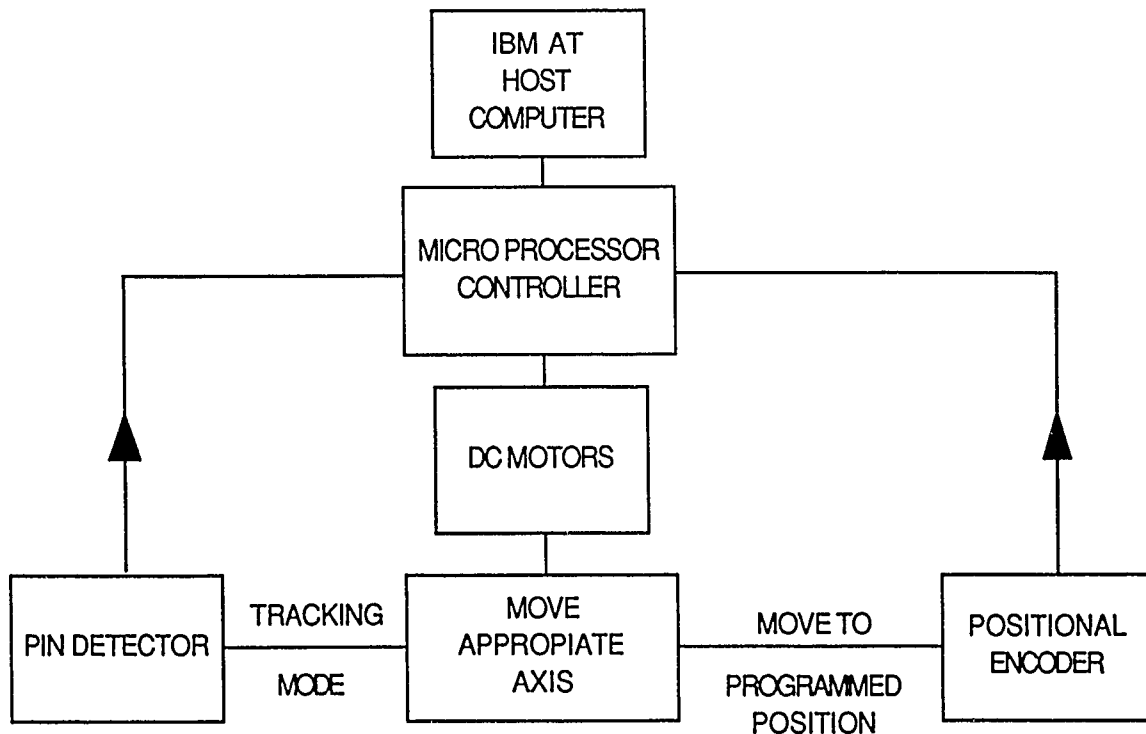 IBM AT
HOST
COMPUTER
MICRO PROCESSOR
CONTROLLER
DC MOTORS
PIN DETECTOR
TRACKING
MODE
MOVE
APPROPIATE
AXIS
MOVE TO
PROGRAMMED
POSITION
POSITIONAL
ENCODER